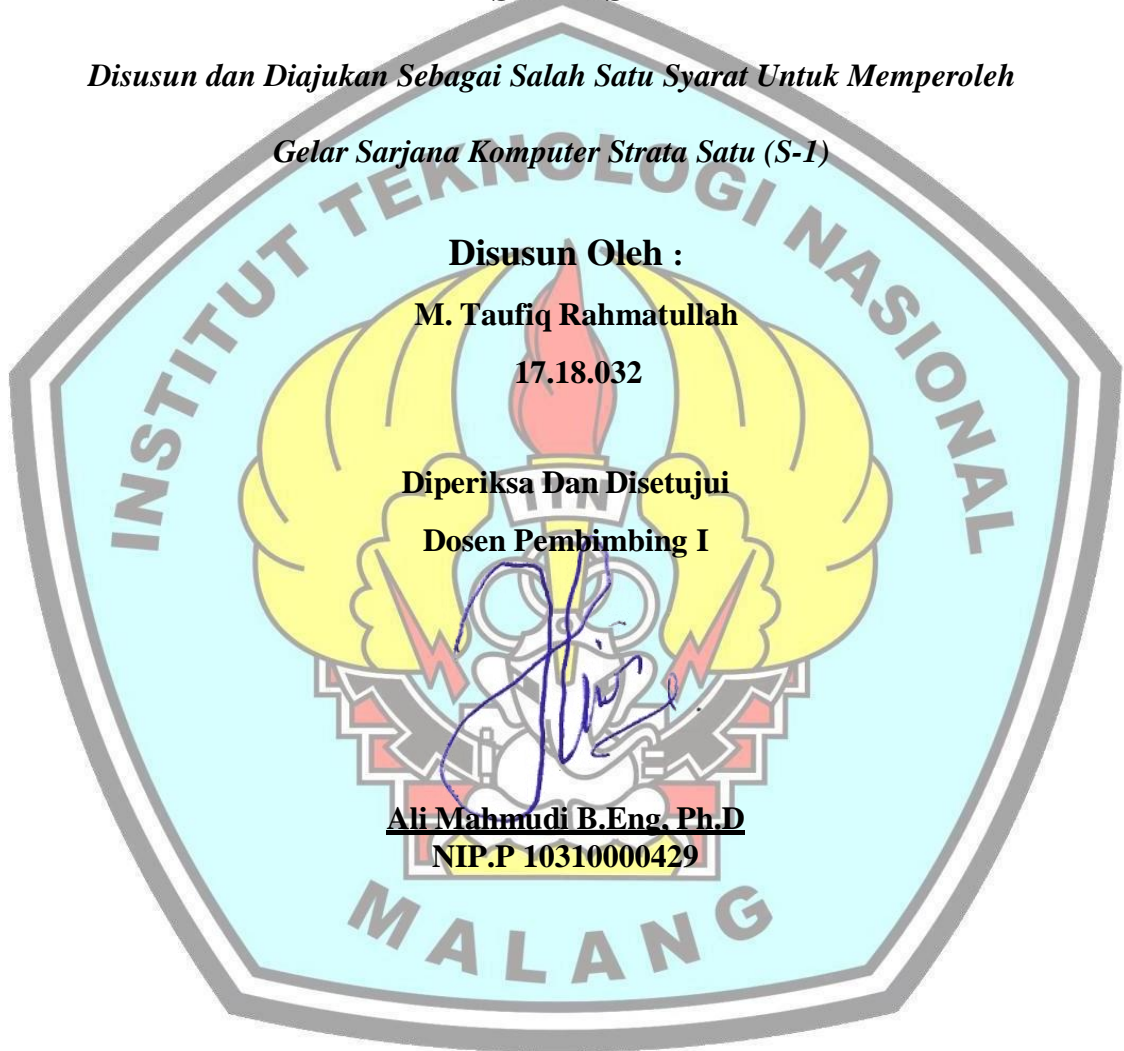 Disusun dan Diajukan Sebagai Salah Satu Syarat Untuk Memperoleh
Gelar Sarjana Komputer Strata Satu (S-1)
INSTITUT TEKNOLOGI NASIONAL
Disusun Oleh :
M. Taufiq Rahmatullah
17.18.032
Diperiksa Dan Disetujui
ITN
Dosen Pembimbing I
Ali Mahmudi B.Eng, Ph.D
NIP.P 10310000429
MALANG